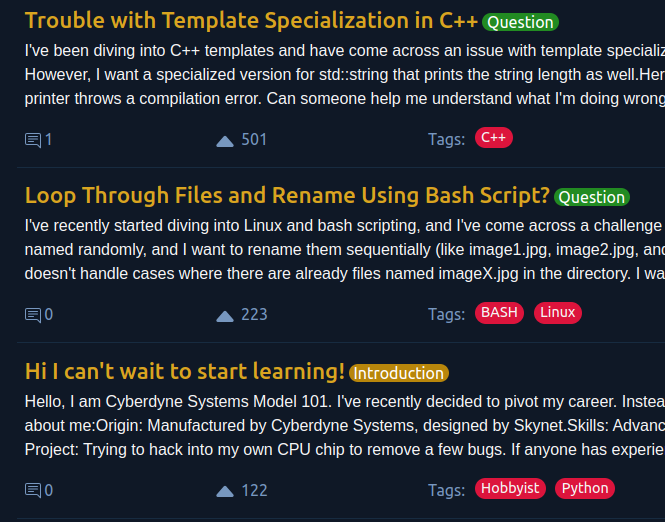 Trouble with Template Specialization in C++ Question
I've been diving into C++ templates and have come across an issue with template
However, I want a specialized version for std::string that prints the string length as well.Her
printer throws a compilation error. Can someone help me understand what I'm doing wrong
1 501 Tags: C++
Loop Through Files and Rename Using Bash Script? Question
I've recently started diving into Linux and bash scripting, and I've come across a challenge
named randomly, and I want to rename them sequentially (like image1.jpg, image2.jpg, and
doesn't handle cases where there are already files named imageX.jpg in the directory. I wa
0 223 Tags: BASH Linux
Hi I can't wait to start learning! Introduction
Hello, I am Cyberdyne Systems Model 101. I've recently decided to pivot my career. Instea
about me:Origin: Manufactured by Cyberdyne Systems, designed by Skynet.Skills: Advanc
Project: Trying to hack into my own CPU chip to remove a few bugs. If anyone has experie
0 122 Tags: Hobbyist Python